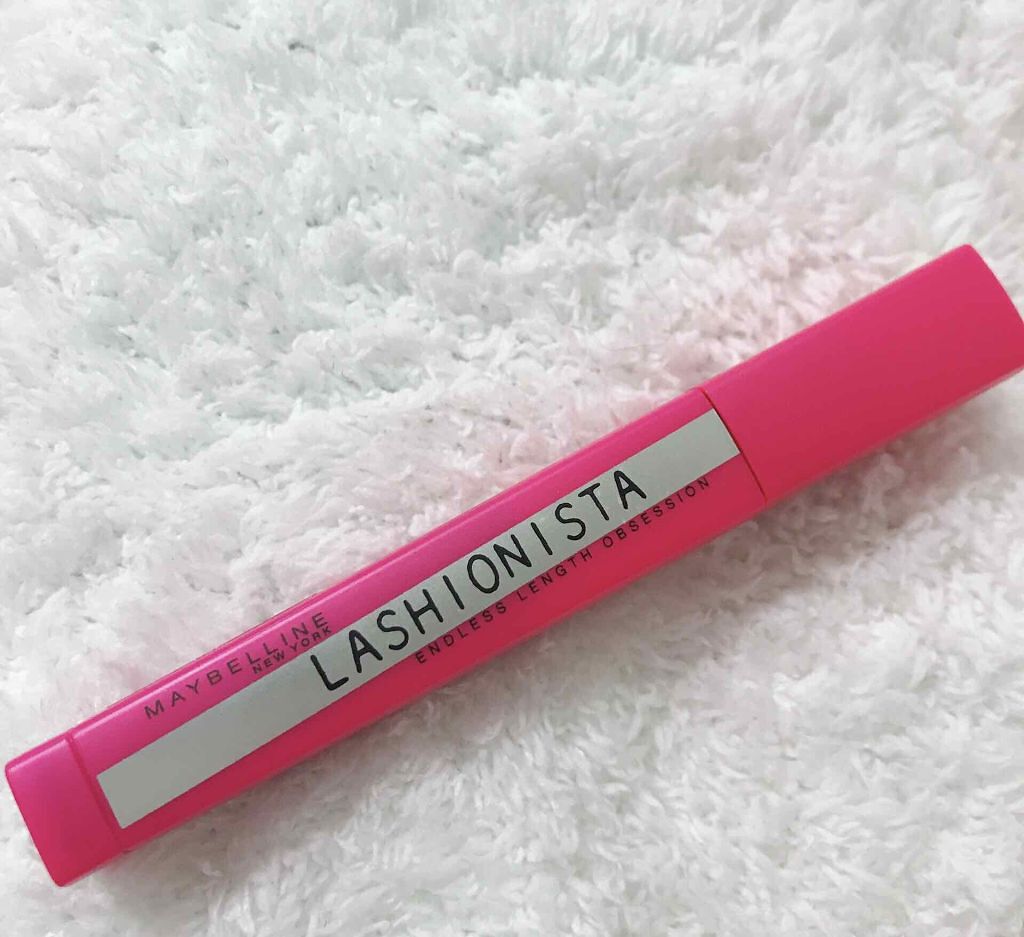 MAYBELLINE
NEW YORK
LASHIONISTA
ENDLESS LENGTH OBSESSION